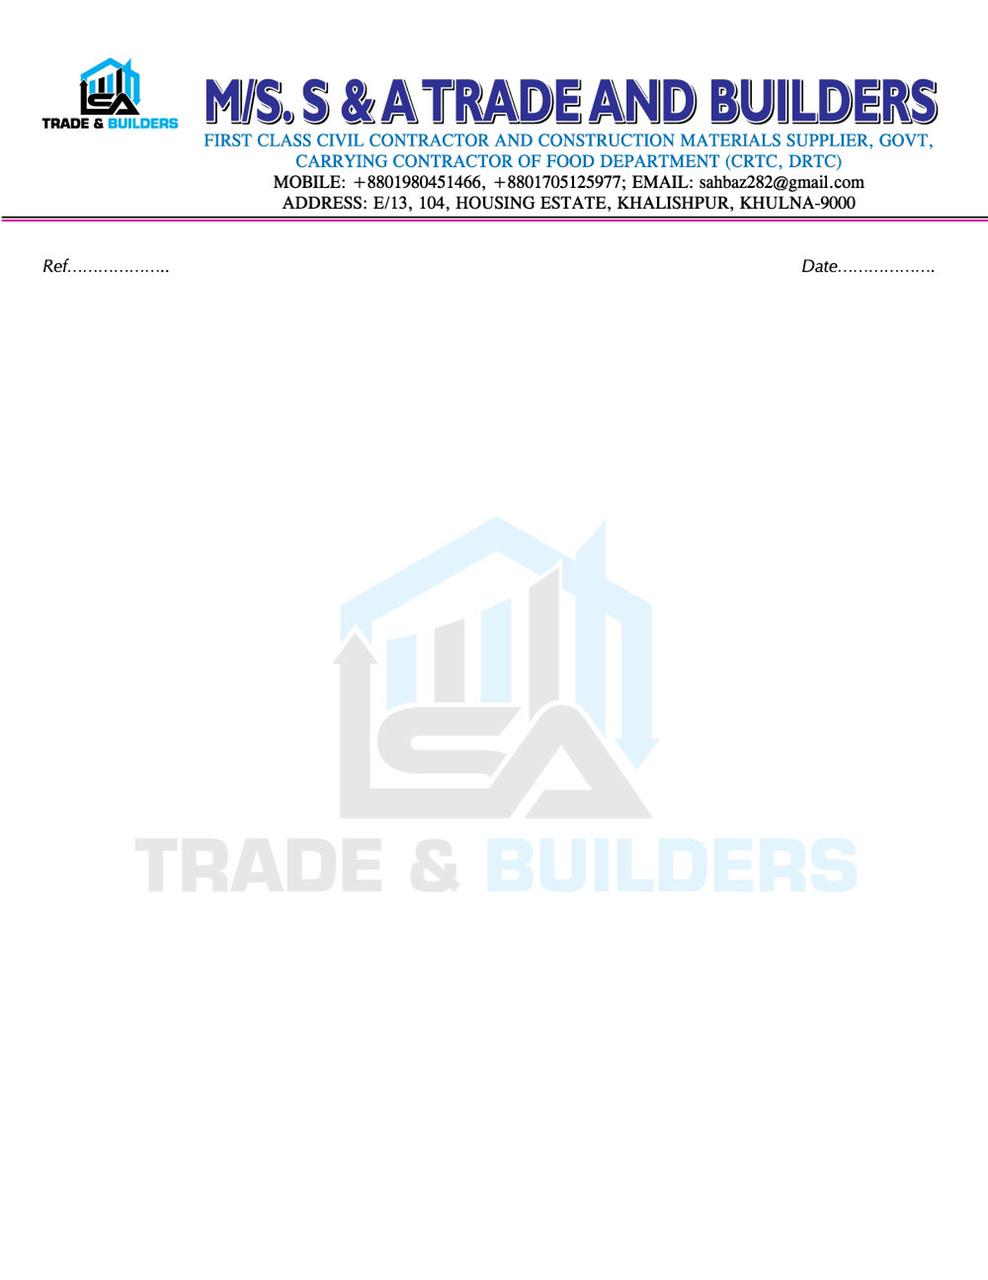 TRADE & BUILDERS
M/S. S & A TRADE AND BUILDERS
FIRST CLASS CIVIL CONTRACTOR AND CONSTRUCTION MATERIALS SUPPLIER, GOVT,
CARRYING CONTRACTOR OF FOOD DEPARTMENT (CRTC, DRTC)
MOBILE: +8801980451466, +8801705125977; EMAIL: sahbaz282@gmail.com
ADDRESS: E/13, 104, HOUSING ESTATE, KHALISHPUR, KHULNA-9000
Ref...................
Date..................
SA
TRADE & BUILDERS